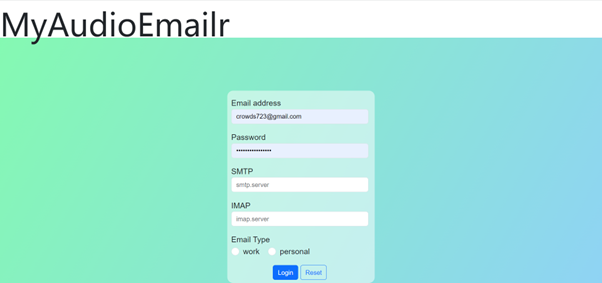 MyAudioEmailr
Email address
crowds723@gmail.com
Password
••••••••••••••••
SMTP
smtp.server
IMAP
imap.server
Email Type
work personal
Login Reset